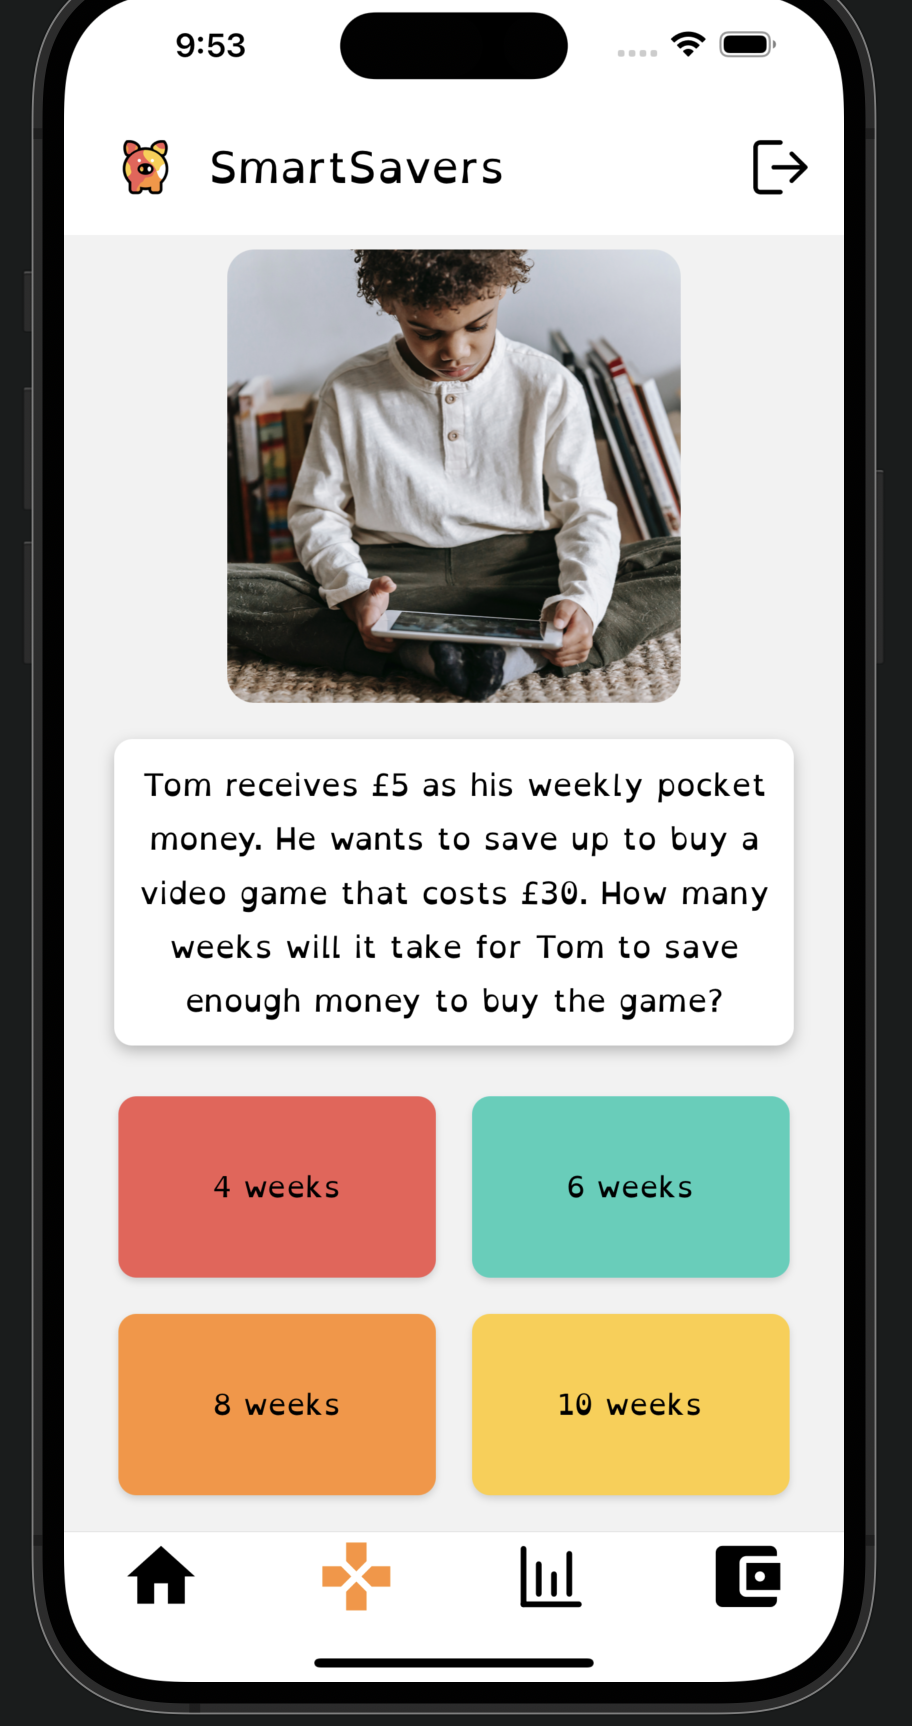 9:53
SmartSavers
Tom receives £5 as his weekly pocket
money. He wants to save up to buy a
video game that costs £30. How many
weeks will it take for Tom to save
enough money to buy the game?
4 weeks
6 weeks
8 weeks
10 weeks